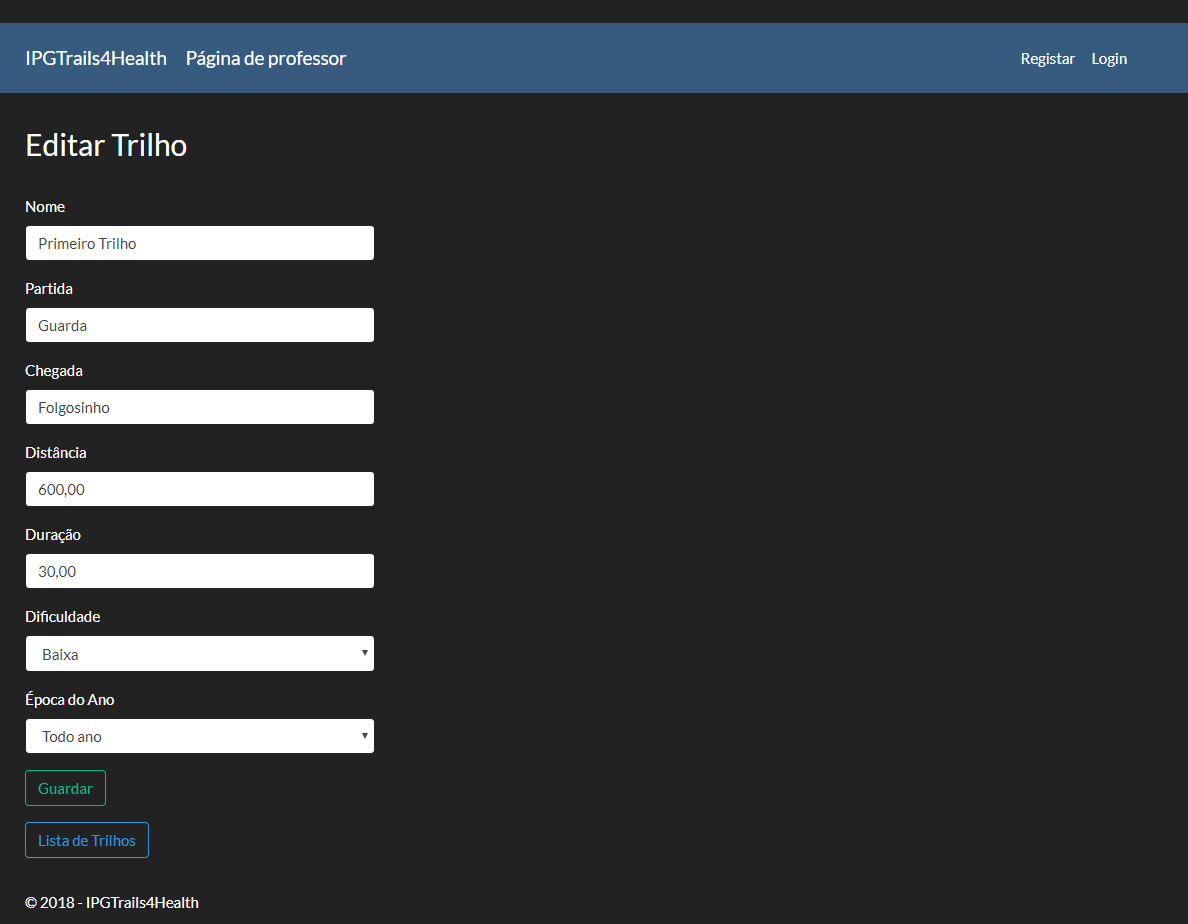 IPGTrails4Health Página de professor Registar Login
Editar Trilho
Nome
Primeiro Trilho
Partida
Guarda
Chegada
Folgosinho
Distância
600,00
Duração
30,00
Dificuldade
Baixa
Época do Ano
Todo ano
Guardar
Lista de Trilhos
© 2018 - IPGTrails4Health